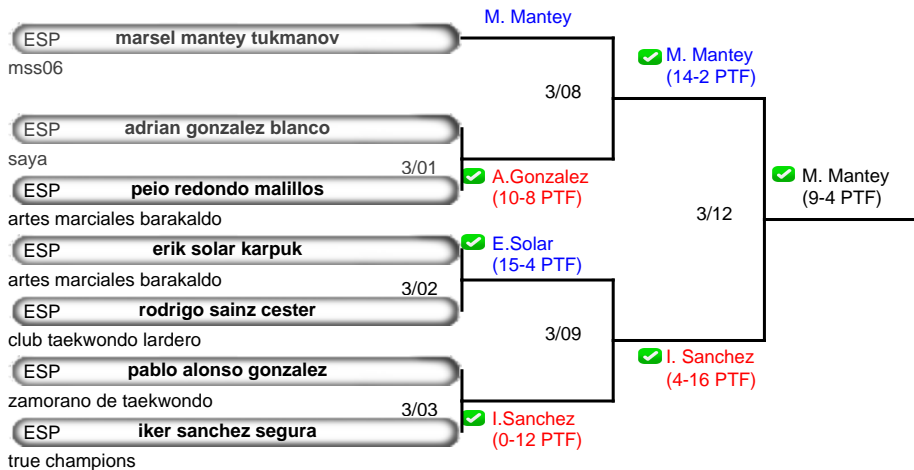 M. Mantey
ESP marsel mantey tukmanov
mss06
M. Mantey
(14-2 PTF)
3/08
ESP adrian gonzalez blanco
saya
3/01
ESP peio redondo malillos
A.Gonzalez
(10-8 PTF)
artes marciales barakaldo
M. Mantey
(9-4 PTF)
3/12
ESP erik solar karpuk
E.Solar
(15-4 PTF)
artes marciales barakaldo
3/02
ESP rodrigo sainz cester
club taekwondo lardero
3/09
ESP pablo alonso gonzalez
I. Sanchez
(4-16 PTF)
zamorano de taekwondo
3/03
ESP iker sanchez segura
I.Sanchez
(0-12 PTF)
true champions